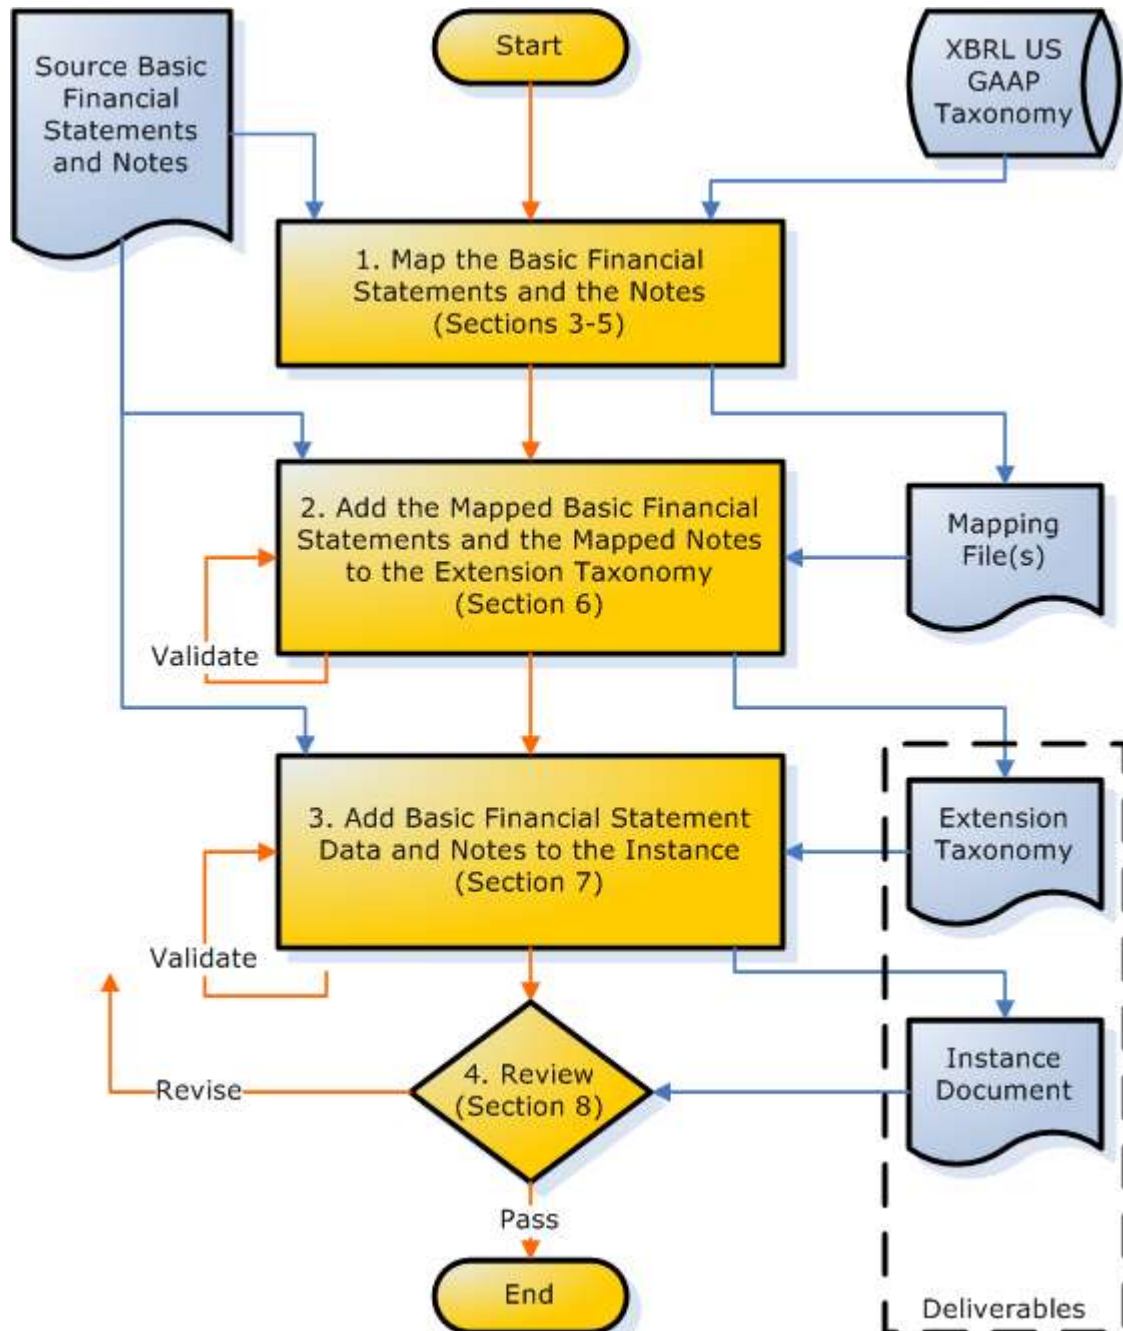 Start
Source Basic
Financial
Statements
and Notes
XBRL US
GAAP
Taxonomy
1. Map the Basic Financial
Statements and the Notes
(Sections 3-5)
2. Add the Mapped Basic Financial
Statements and the Mapped Notes
to the Extension Taxonomy
(Section 6)
Mapping
File(s)
Validate
3. Add Basic Financial Statement
Data and Notes to the Instance
(Section 7)
Extension
Taxonomy
Validate
4. Review
(Section 8)
Instance
Document
Revise
Pass
End
Deliverables